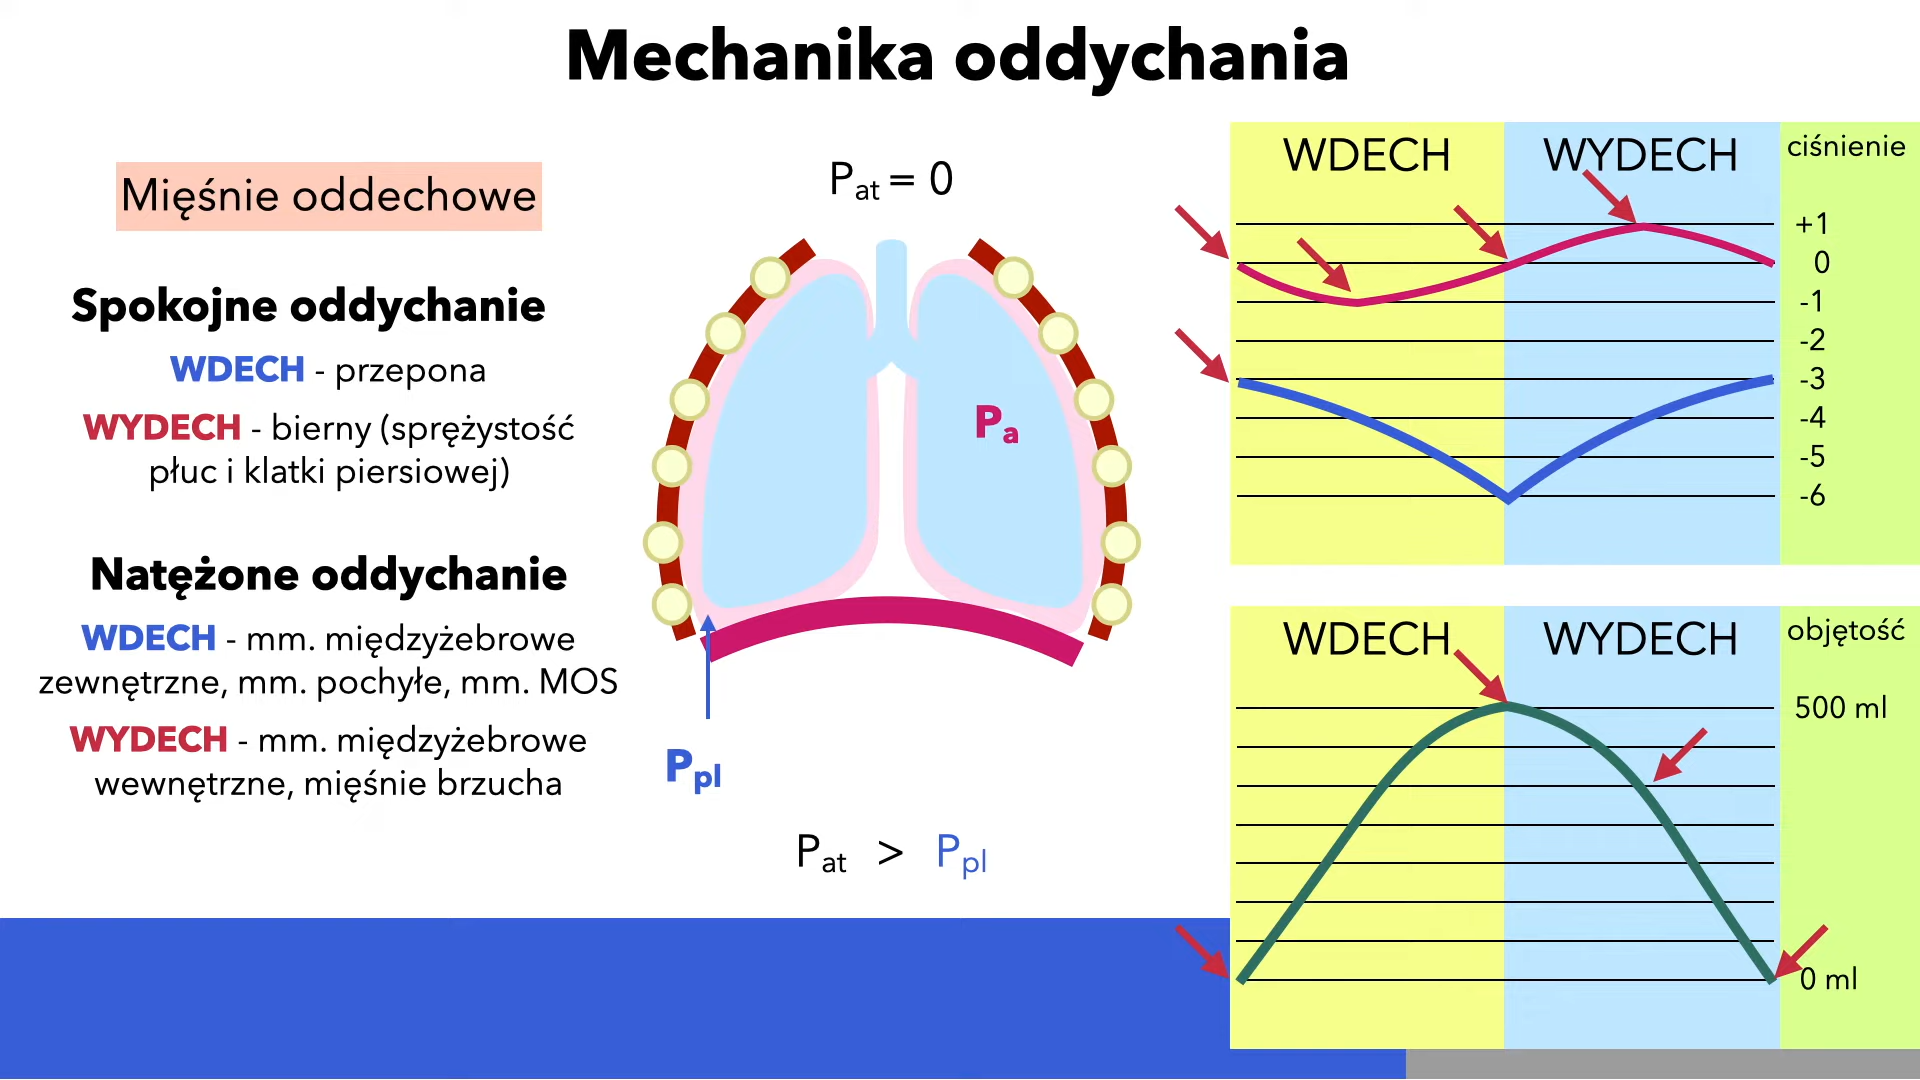 Mechanika oddychania
Mięśnie oddechowe
Spokojne oddychanie
WDECH - przepona
WYDECH - bierny (sprężystość
płuc i klatki piersiowej)
Natężone oddychanie
WDECH - mm. międzyżebrowe
zewnętrzne, mm. pochyłe, mm. MOS
WYDECH - mm. międzyżebrowe
wewnętrzne, mięśnie brzucha
Pat = 0
Pa
Ppl
Pat > Ppl
WDECH WYDECH ciśnienie
+1
0
-1
-2
-3
-4
-5
-6
WDECH WYDECH objętość
500 ml
0 ml